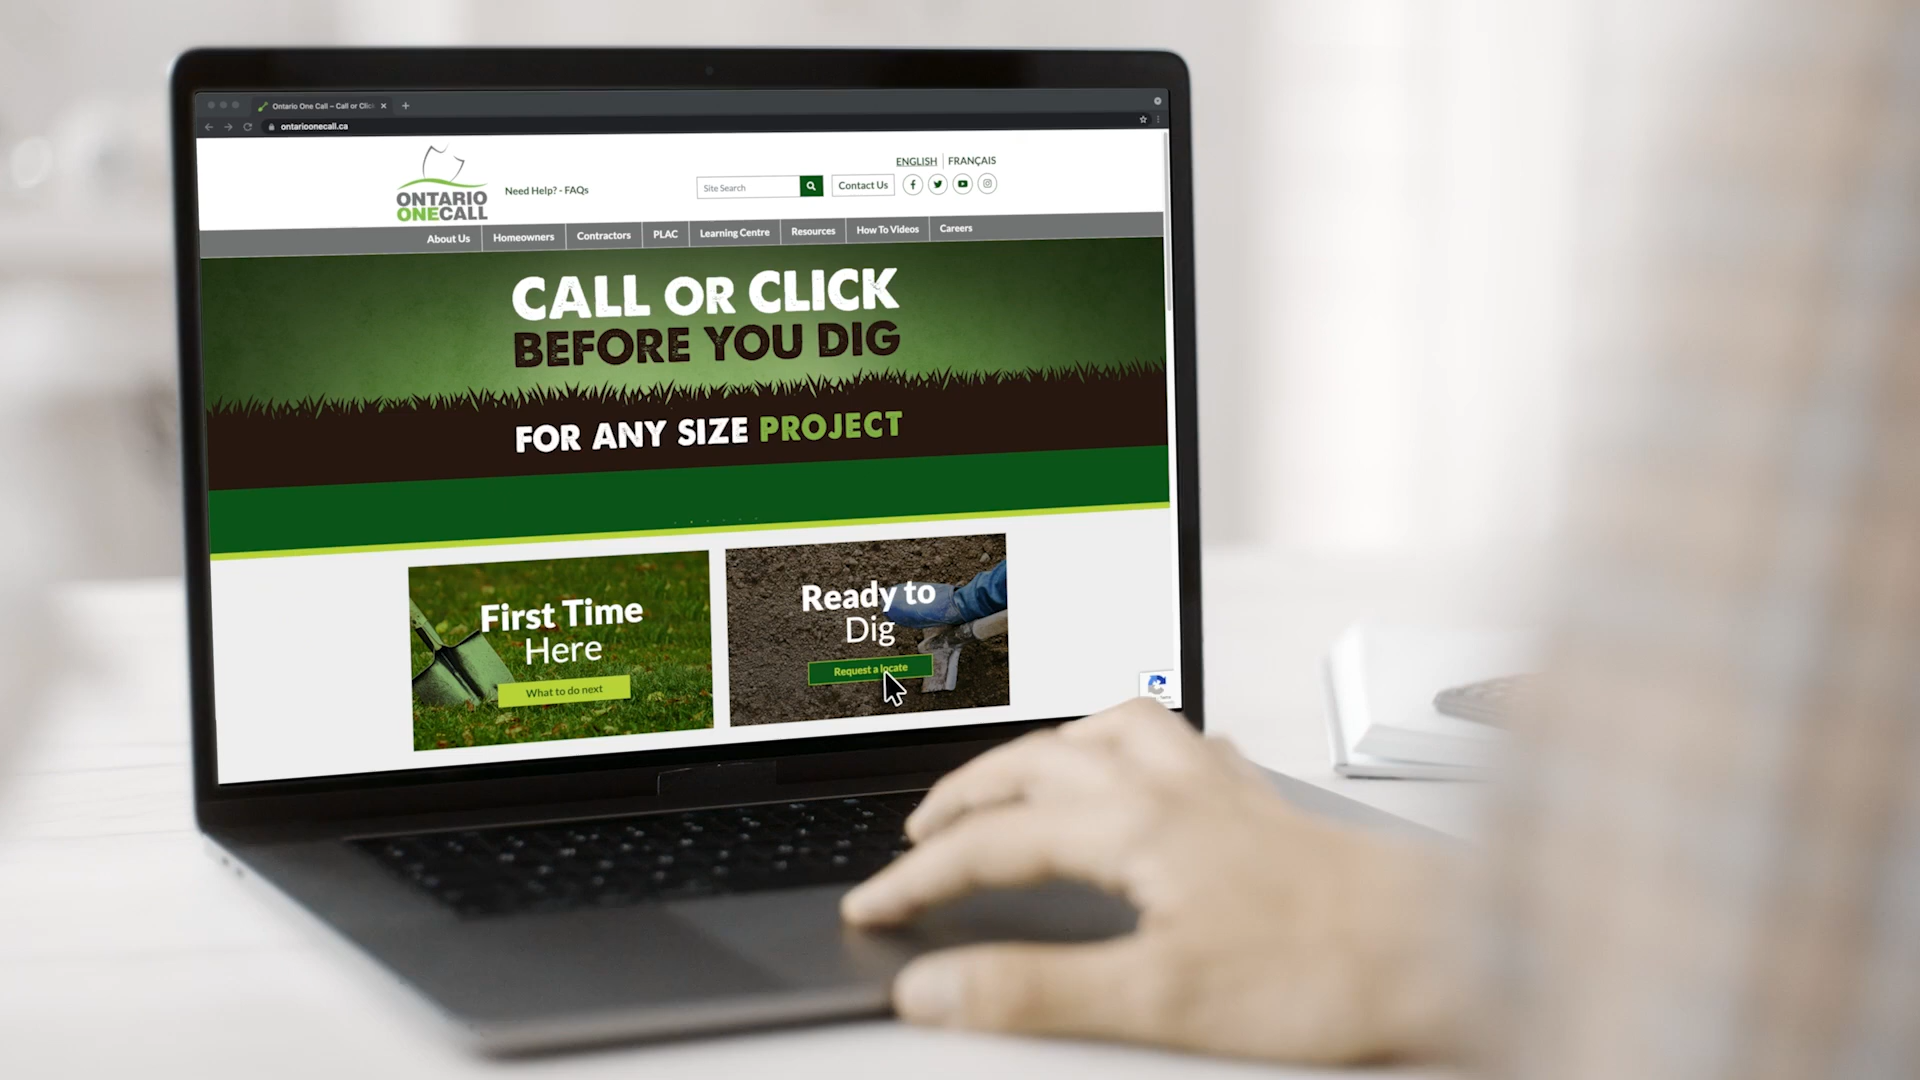 Ontario One Call – Call or Clic
ontarioonecall.ca
ENGLISH FRANÇAIS
ONTARIO
ONECALL
Need Help? - FAQs
Site Search
Contact Us
About Us Homeowners Contractors PLAC Learning Centre Resources How To Videos Careers
CALL OR CLICK
BEFORE YOU DIG
FOR ANY SIZE PROJECT
First Time
Here
What to do next
Ready to
Dig
Request a locate